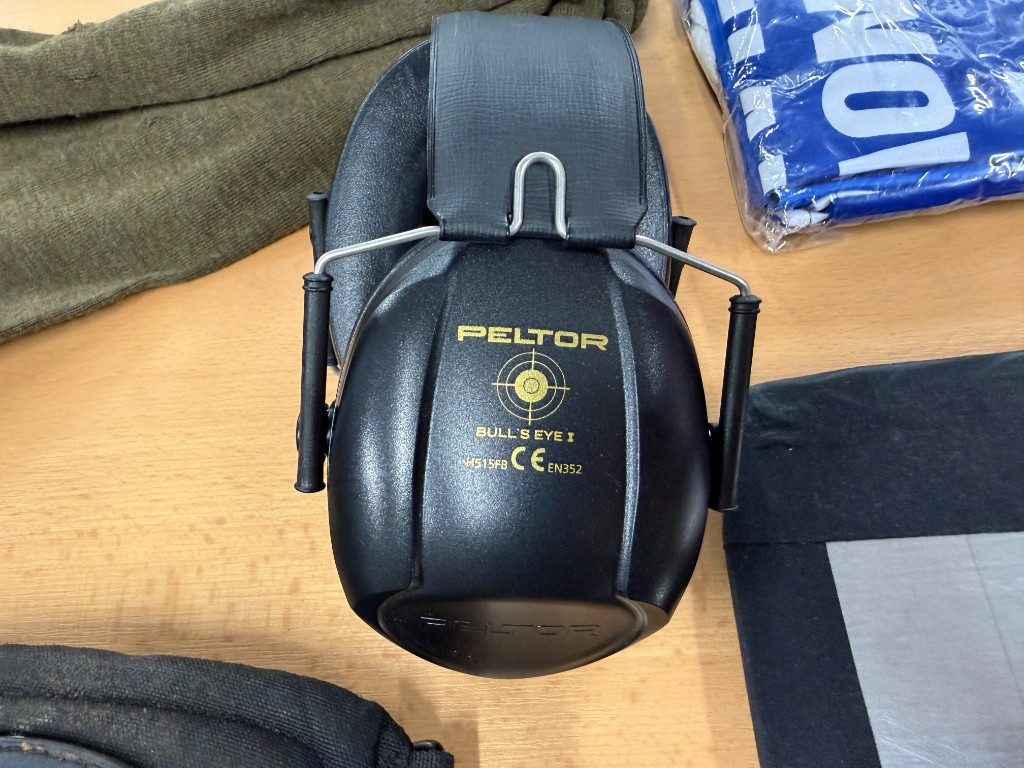 PELTOR
BULL'S EYE I
H515FB CE EN352
PELTOR